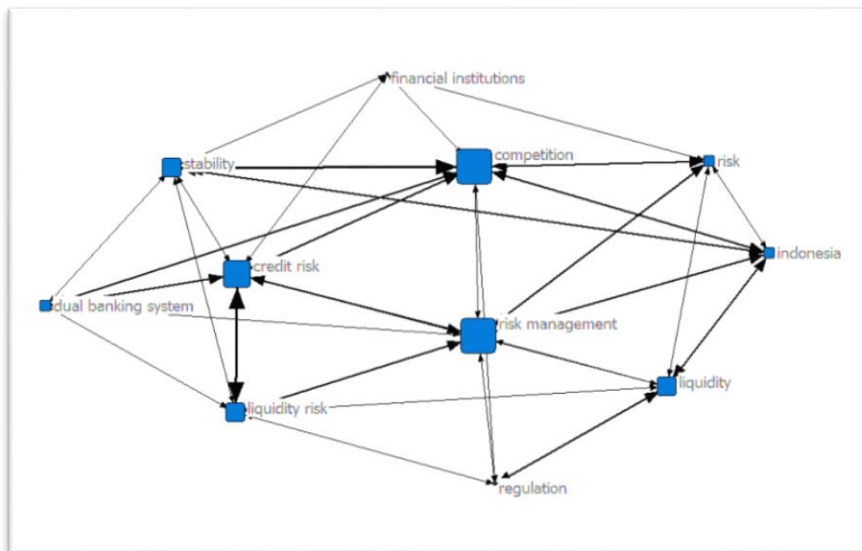 financial institutions
stability
competition
risk
indonesia
credit risk
dual banking system
risk management
liquidity
liquidity risk
regulation